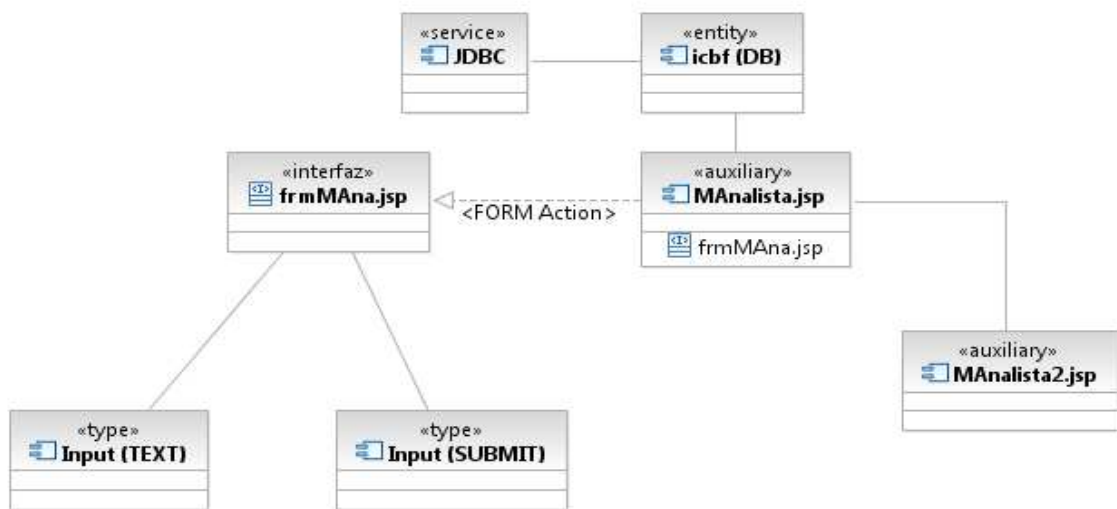 «service»
JDBC
«entity»
icbf (DB)
«interfaz»
frmMAna.jsp
<FORM Action>
«auxiliary»
MAnalista.jsp
frmMAna.jsp
«auxiliary»
MAnalista2.jsp
«type»
Input (TEXT)
«type»
Input (SUBMIT)